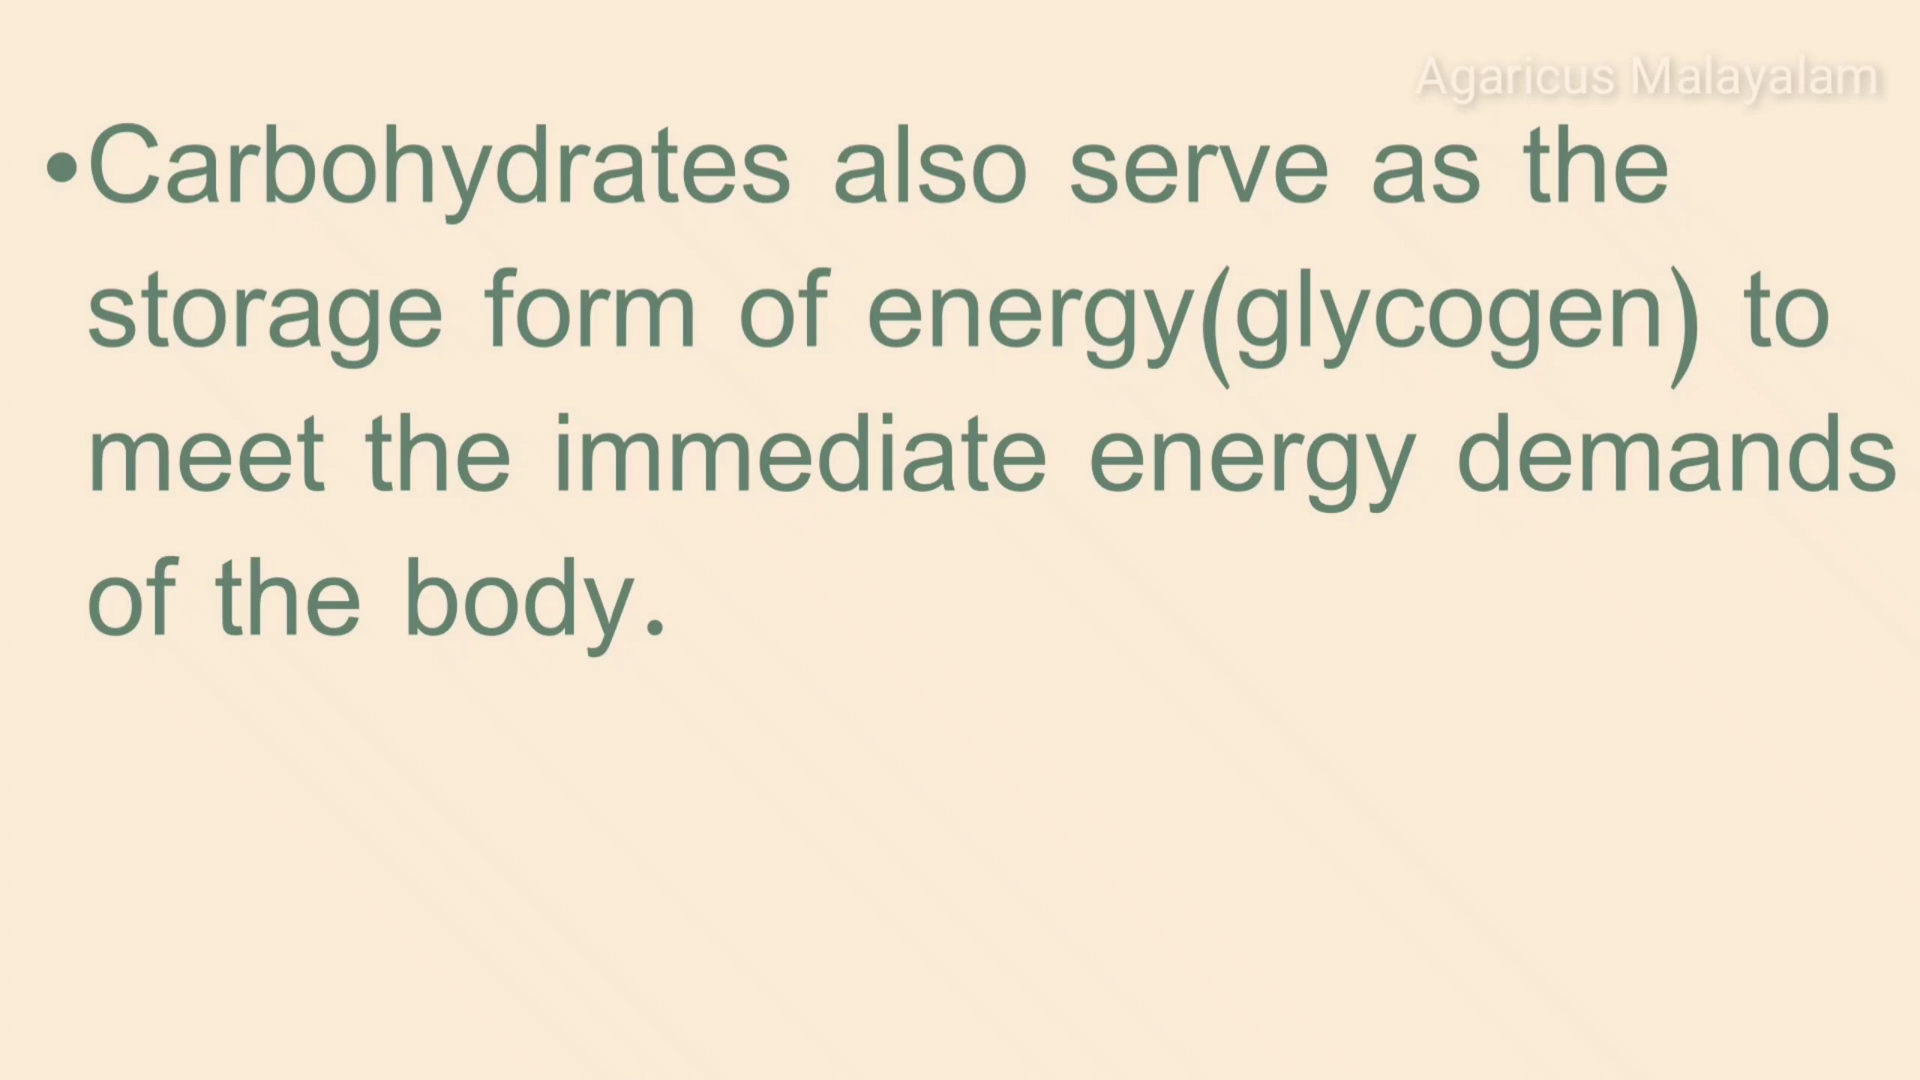 Agaricus Malayalam
•Carbohydrates also serve as the
storage form of energy(glycogen) to
meet the immediate energy demands
of the body.